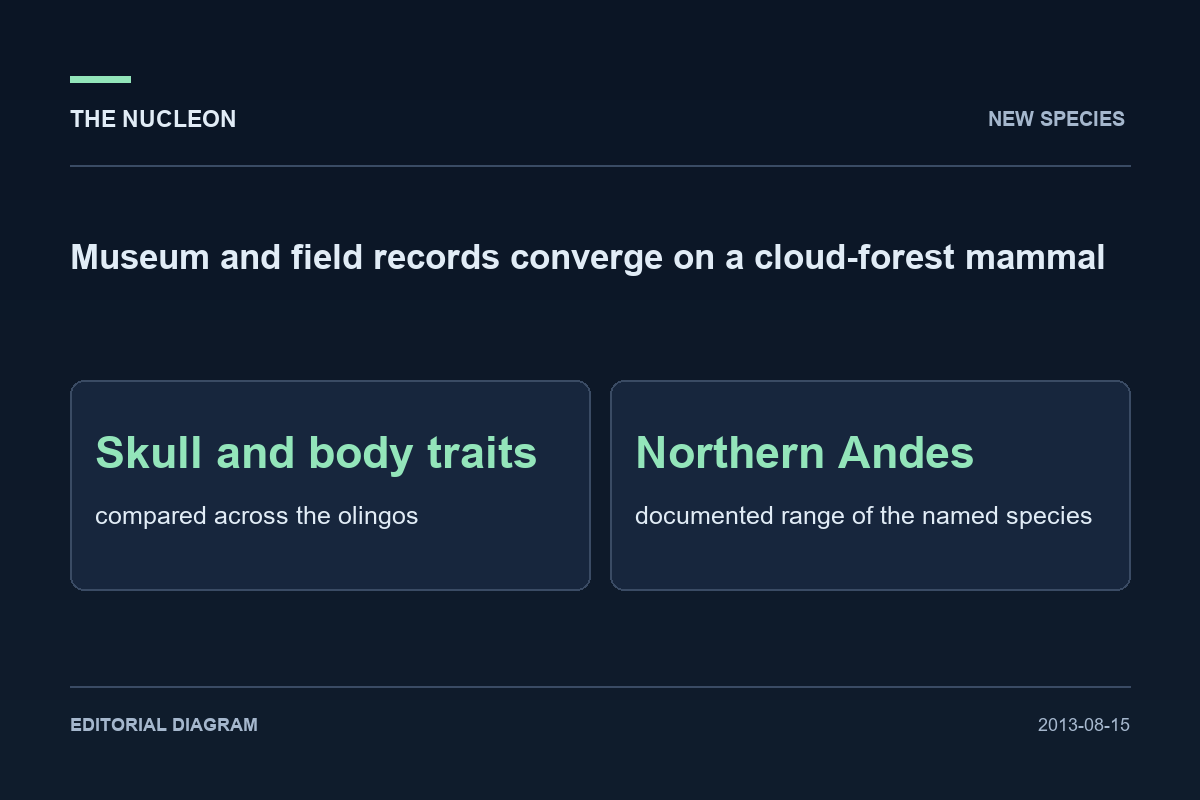 THE NUCLEON
NEW SPECIES
Museum and field records converge on a cloud-forest mammal
Skull and body traits
compared across the olingos
Northern Andes
documented range of the named species
EDITORIAL DIAGRAM
2013-08-15